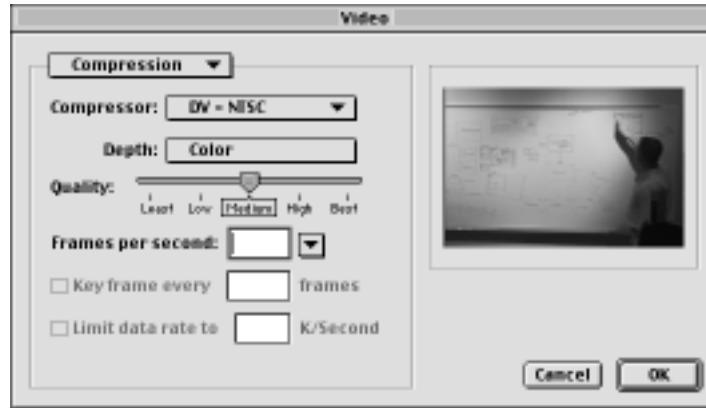 Video
Compression
Compressor: DV - NTSC
Depth: Color
Quality:
Least Low Medium High Best
Frames per second:
Key frame every frames
Limit data rate to K/Second
Cancel OK